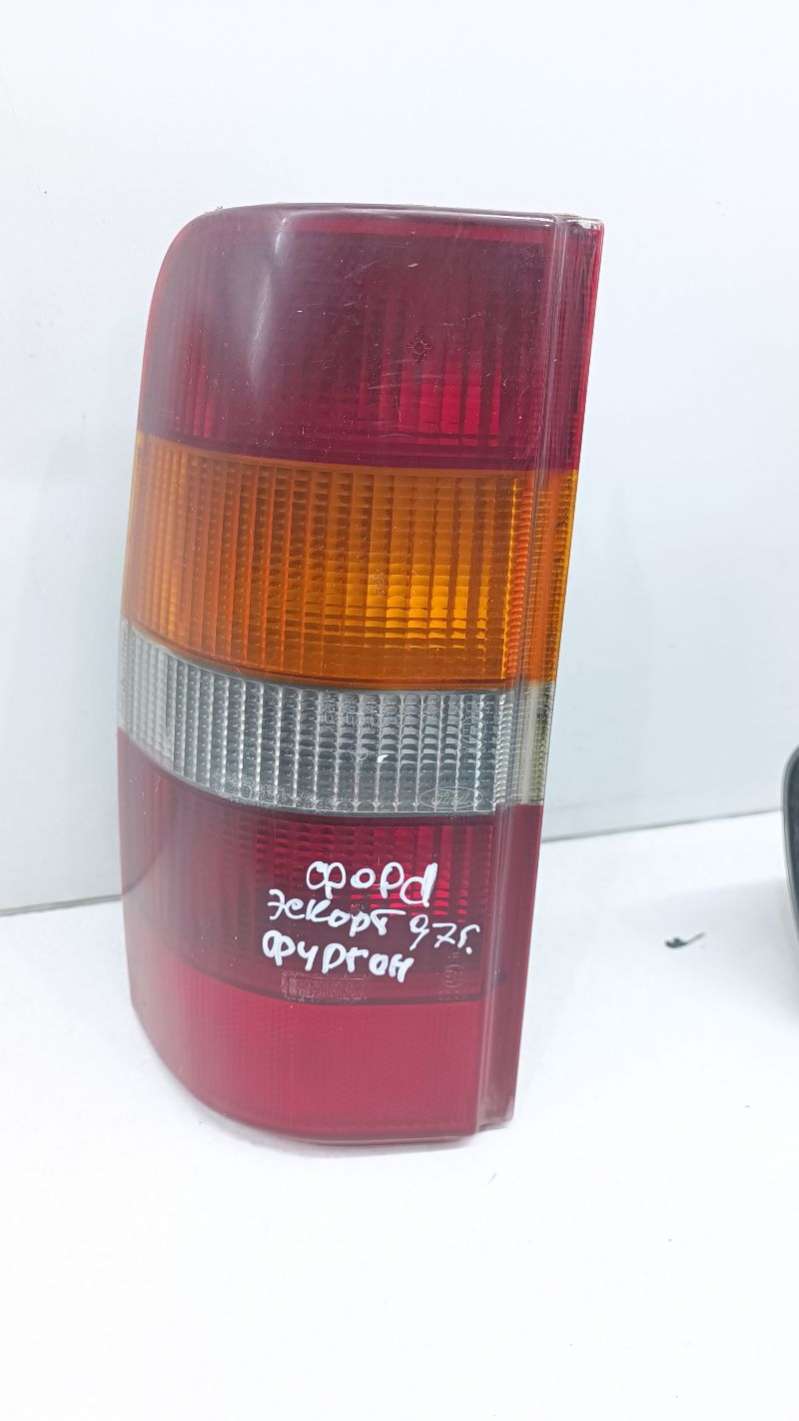 форд
Эскорт 97г.
фургон